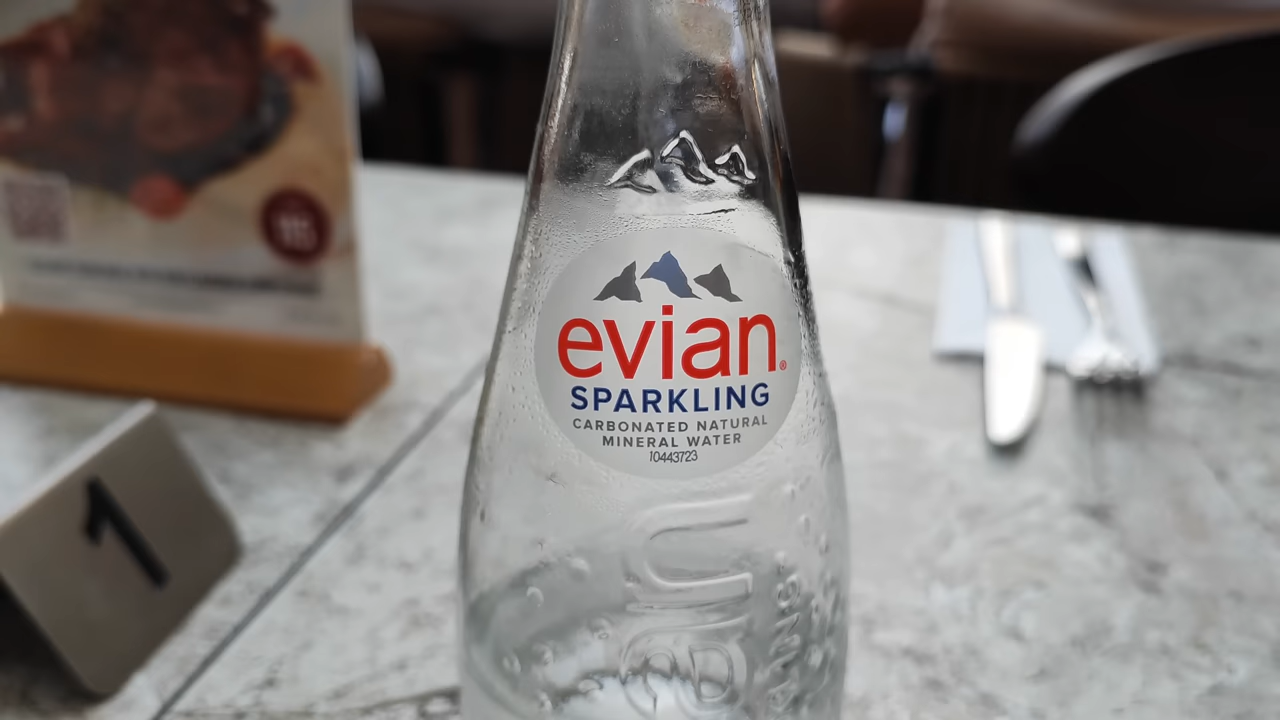 evian®
SPARKLING
CARBONATED NATURAL
MINERAL WATER
10443723
1